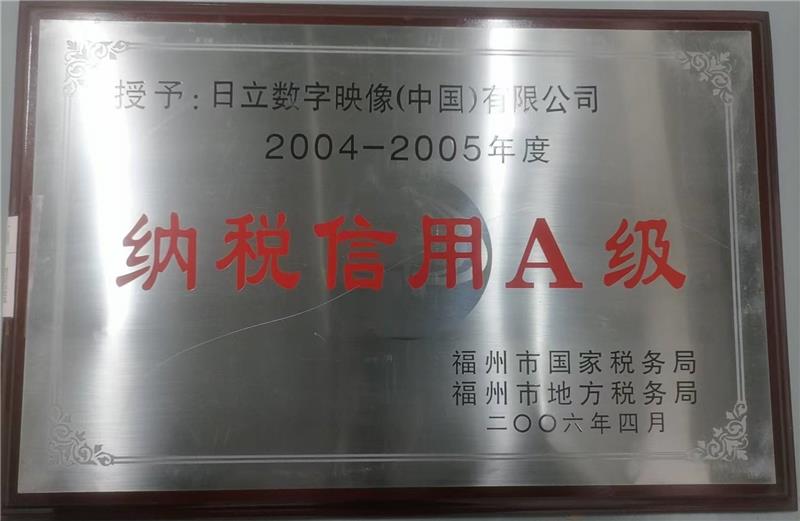 授予：日立数字映像(中国)有限公司
2004-2005年度
纳税信用A级
福州市国家税务局
福州市地方税务局
二〇〇六年四月